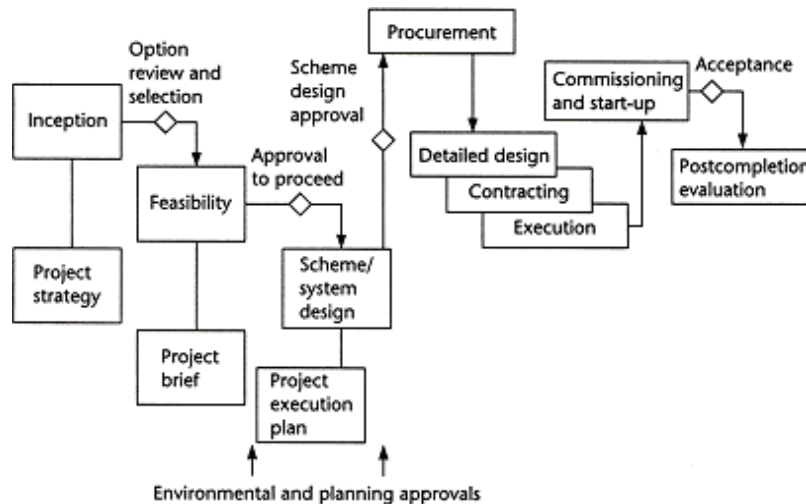 Option
review and
selection
Inception
Project
strategy
Feasibility
Project
brief
Approval
to proceed
Scheme/
system
design
Project
execution
plan
Environmental and planning approvals
Scheme
design
approval
Procurement
Detailed design
Contracting
Execution
Commissioning
and start-up
Acceptance
Postcompletion
evaluation